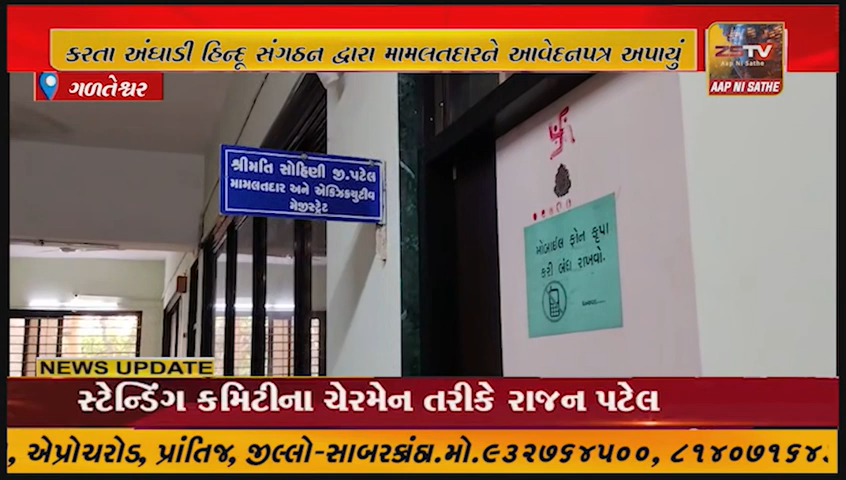 કરતા અંઘાડી હિન્દૂ સંગઠન દ્વારા મામલતદારને આવેદનપત્ર અપાયું
ZSTV
Aap Ni Sathe
AAP NI SATHE
ગળતેશ્વર
શ્રીમતિ સોહિણી જી.પટેલ
મામલતદાર અને એકિઝકયુટીવ
મેજીસ્ટ્રેટ
મોબાઈલ ફોન કૃપા
કરી બંધ રાખવો.
NEWS UPDATE
સ્ટેન્ડિંગ કમિટીના ચેરમેન તરીકે રાજન પટેલ
, એપ્રોચરોડ, પ્રાંતિજ, જીલ્લો-સાબરકાંઠા.મો.૯૩૨૭૬૪૫૦૦, ૮૧૪૦૭૧૬૪.